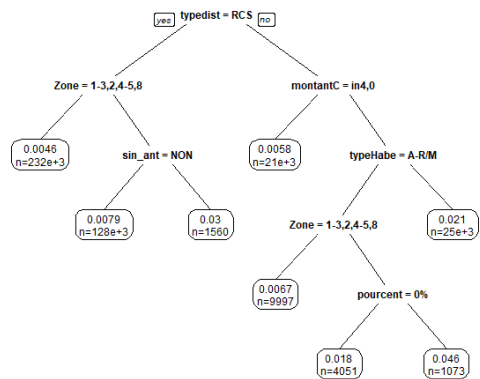 yes typedist = RCS no
Zone = 1-3,2,4-5,8
montantC = in4,0
0.0046
n=232e+3
sin_ant = NON
0.0058
n=21e+3
typeHabe = A-R/M
0.0079
n=128e+3
0.03
n=1560
Zone = 1-3,2,4-5,8
0.021
n=25e+3
0.0067
n=9997
pourcent = 0%
0.018
n=4051
0.046
n=1073